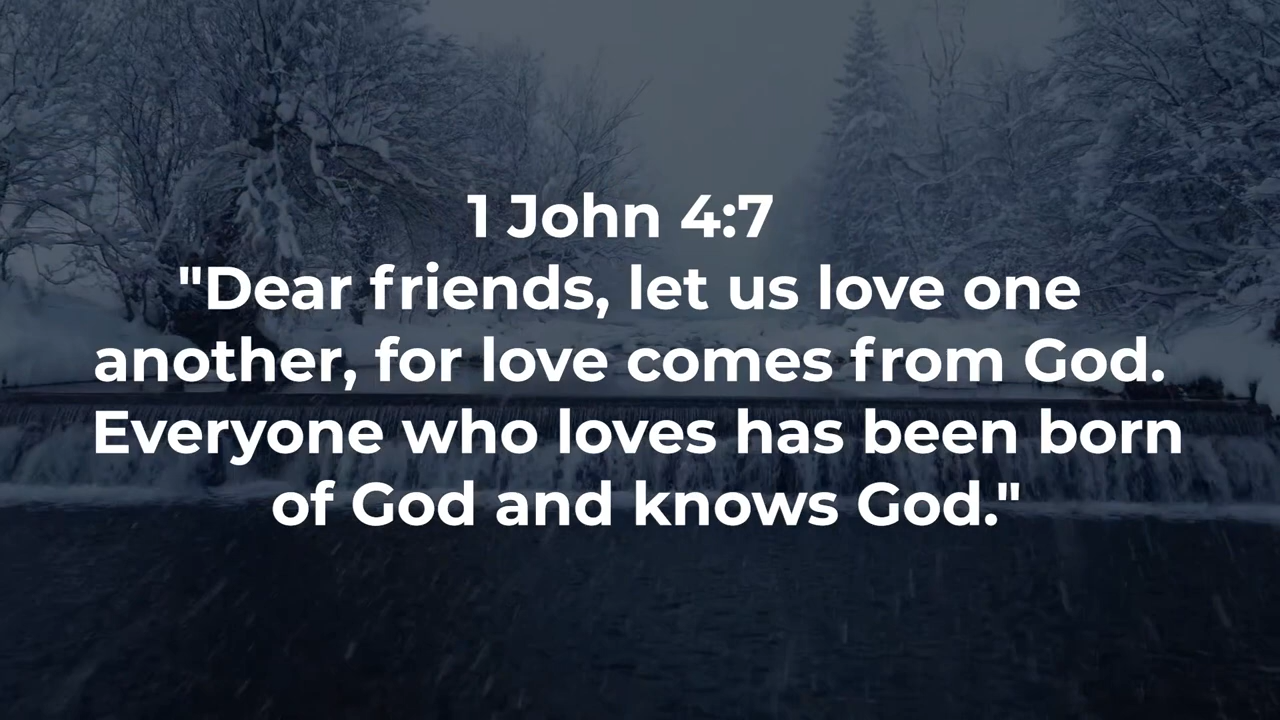 1 John 4:7
"Dear friends, let us love one
another, for love comes from God.
Everyone who loves has been born
of God and knows God."